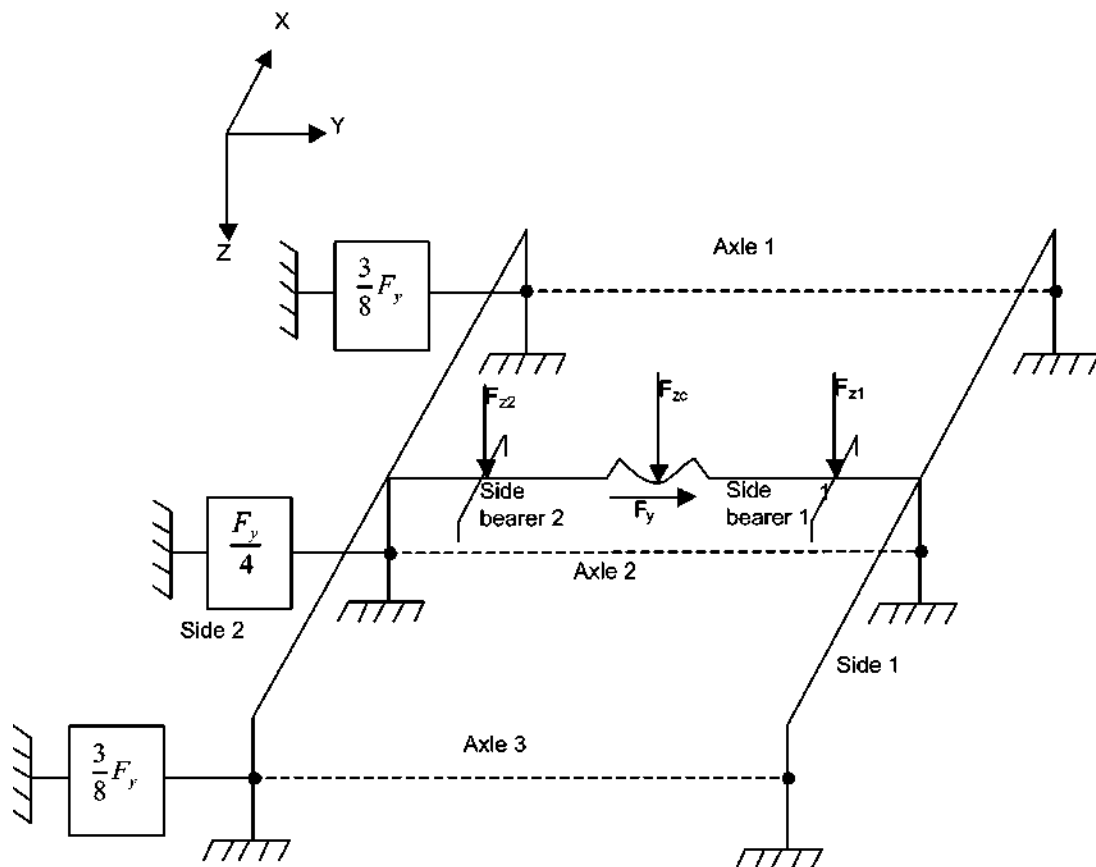 X
Y
Z
Axle 1
3/8 F_y
F_z2
F_zc
F_z1
Side
bearer 2
F_y
Side
bearer 1
1
F_y/4
Axle 2
Side 2
Side 1
Axle 3
3/8 F_y